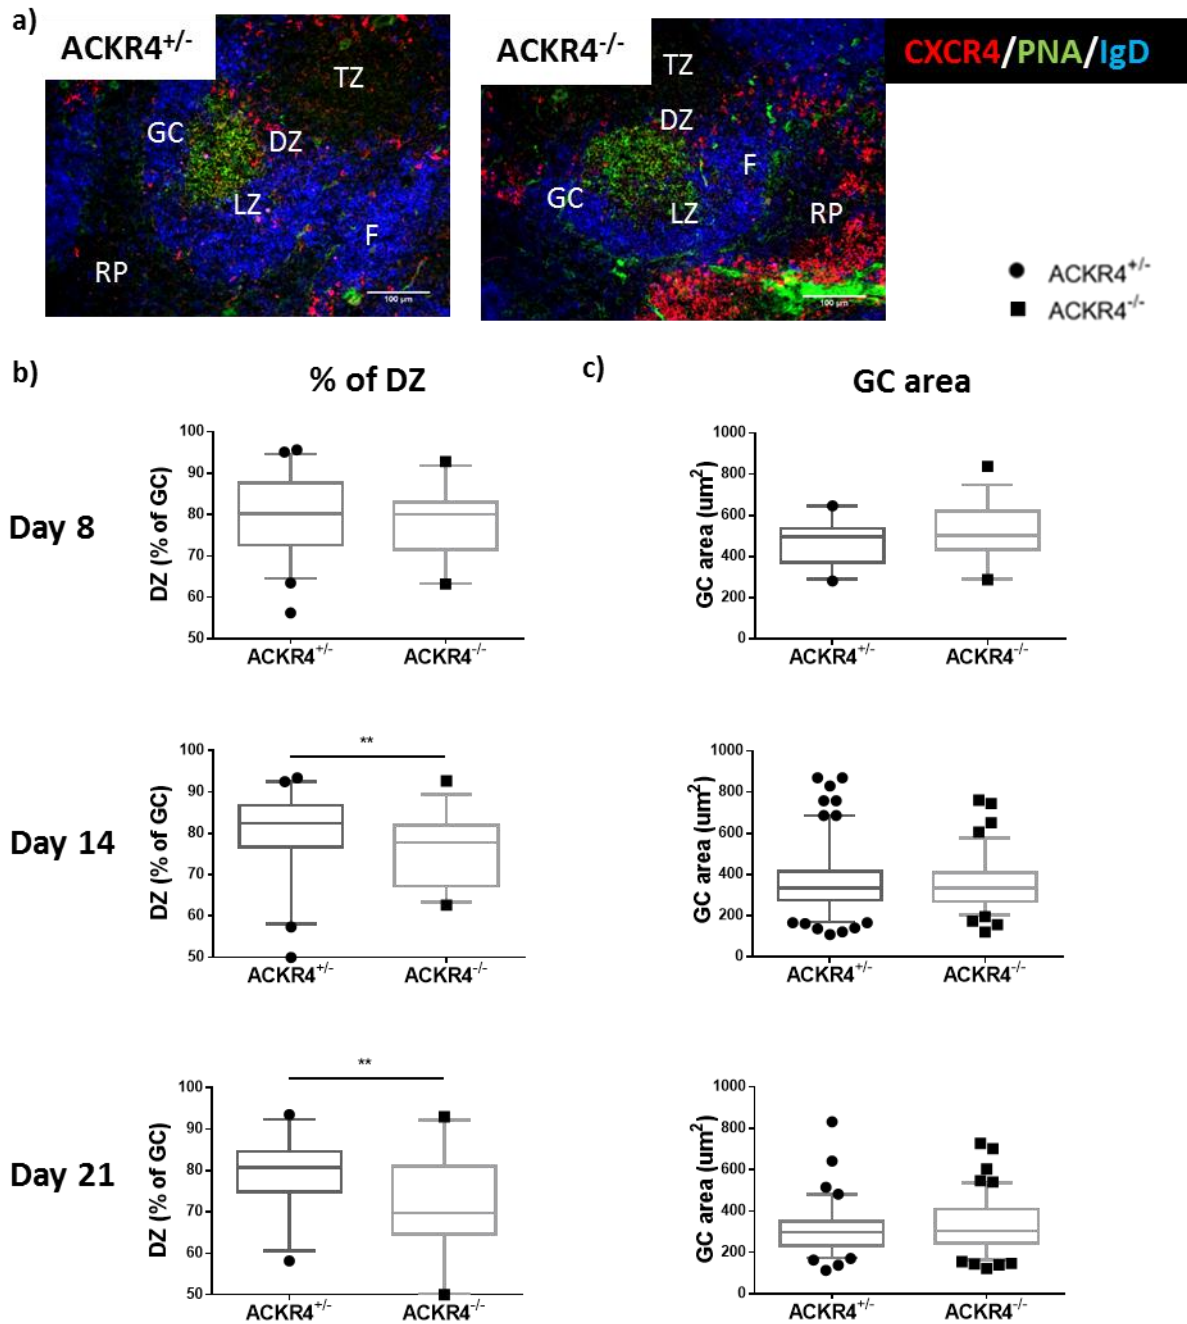 a)
ACKR4+/-
TZ
GC
DZ
LZ
F
RP
100 µm
ACKR4-/-
TZ
DZ
F
GC
LZ
RP
100 µm
CXCR4/PNA/IgD
ACKR4+/-
ACKR4-/-
b)
% of DZ
c)
GC area
Day 8
DZ (% of GC)
100
90
80
70
60
50
ACKR4+/-
ACKR4-/-
GC area (um²)
1000
800
600
400
200
0
ACKR4+/-
ACKR4-/-
Day 14
**
DZ (% of GC)
100
90
80
70
60
50
ACKR4+/-
ACKR4-/-
GC area (um²)
1000
800
600
400
200
0
ACKR4+/-
ACKR4-/-
Day 21
**
DZ (% of GC)
100
90
80
70
60
50
ACKR4+/-
ACKR4-/-
GC area (um²)
1000
800
600
400
200
0
ACKR4+/-
ACKR4-/-